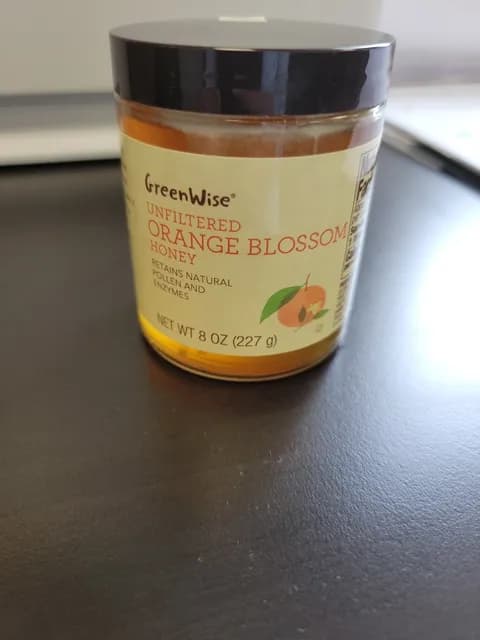 GreenWise®
UNFILTERED
ORANGE BLOSSOM
HONEY
RETAINS NATURAL
POLLEN AND
ENZYMES
NET WT 8 OZ (227 g)